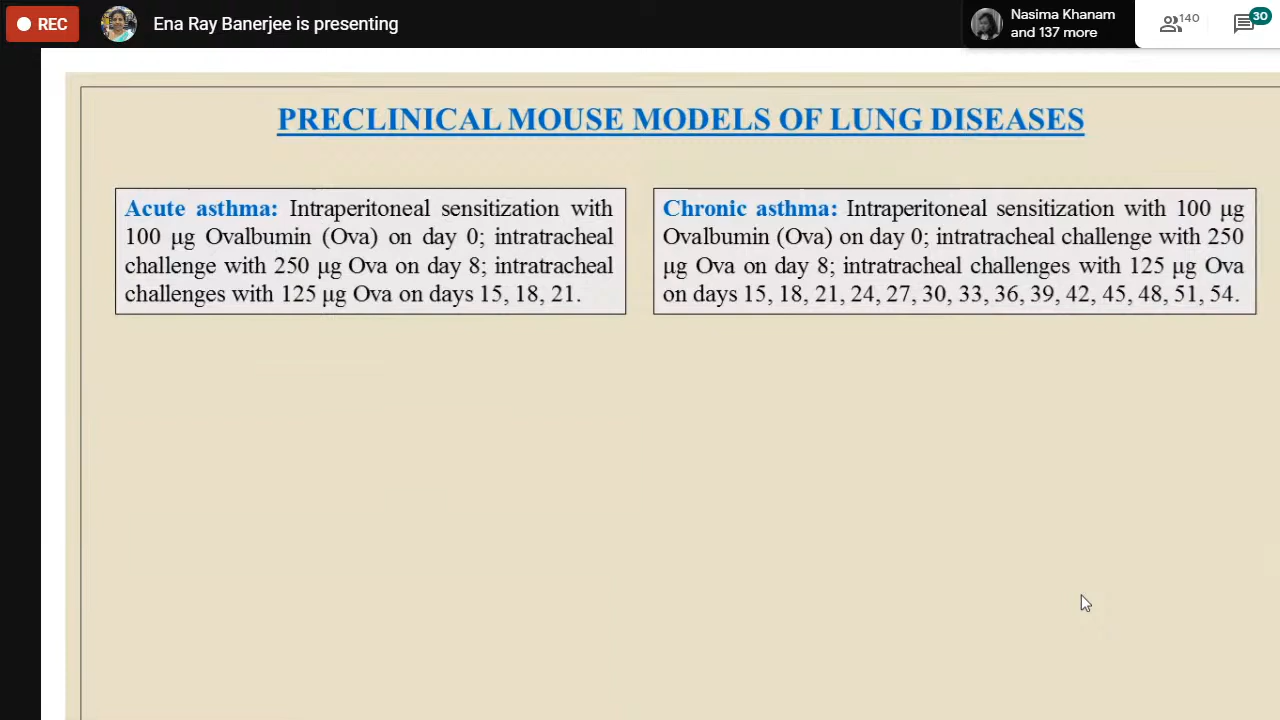 REC
Ena Ray Banerjee is presenting
Nasima Khanam
and 137 more
140
30
PRECLINICAL MOUSE MODELS OF LUNG DISEASES
Acute asthma: Intraperitoneal sensitization with
100 μg Ovalbumin (Ova) on day 0; intratracheal
challenge with 250 μg Ova on day 8; intratracheal
challenges with 125 μg Ova on days 15, 18, 21.
Chronic asthma: Intraperitoneal sensitization with 100 μg
Ovalbumin (Ova) on day 0; intratracheal challenge with 250
μg Ova on day 8; intratracheal challenges with 125 μg Ova
on days 15, 18, 21, 24, 27, 30, 33, 36, 39, 42, 45, 48, 51, 54.